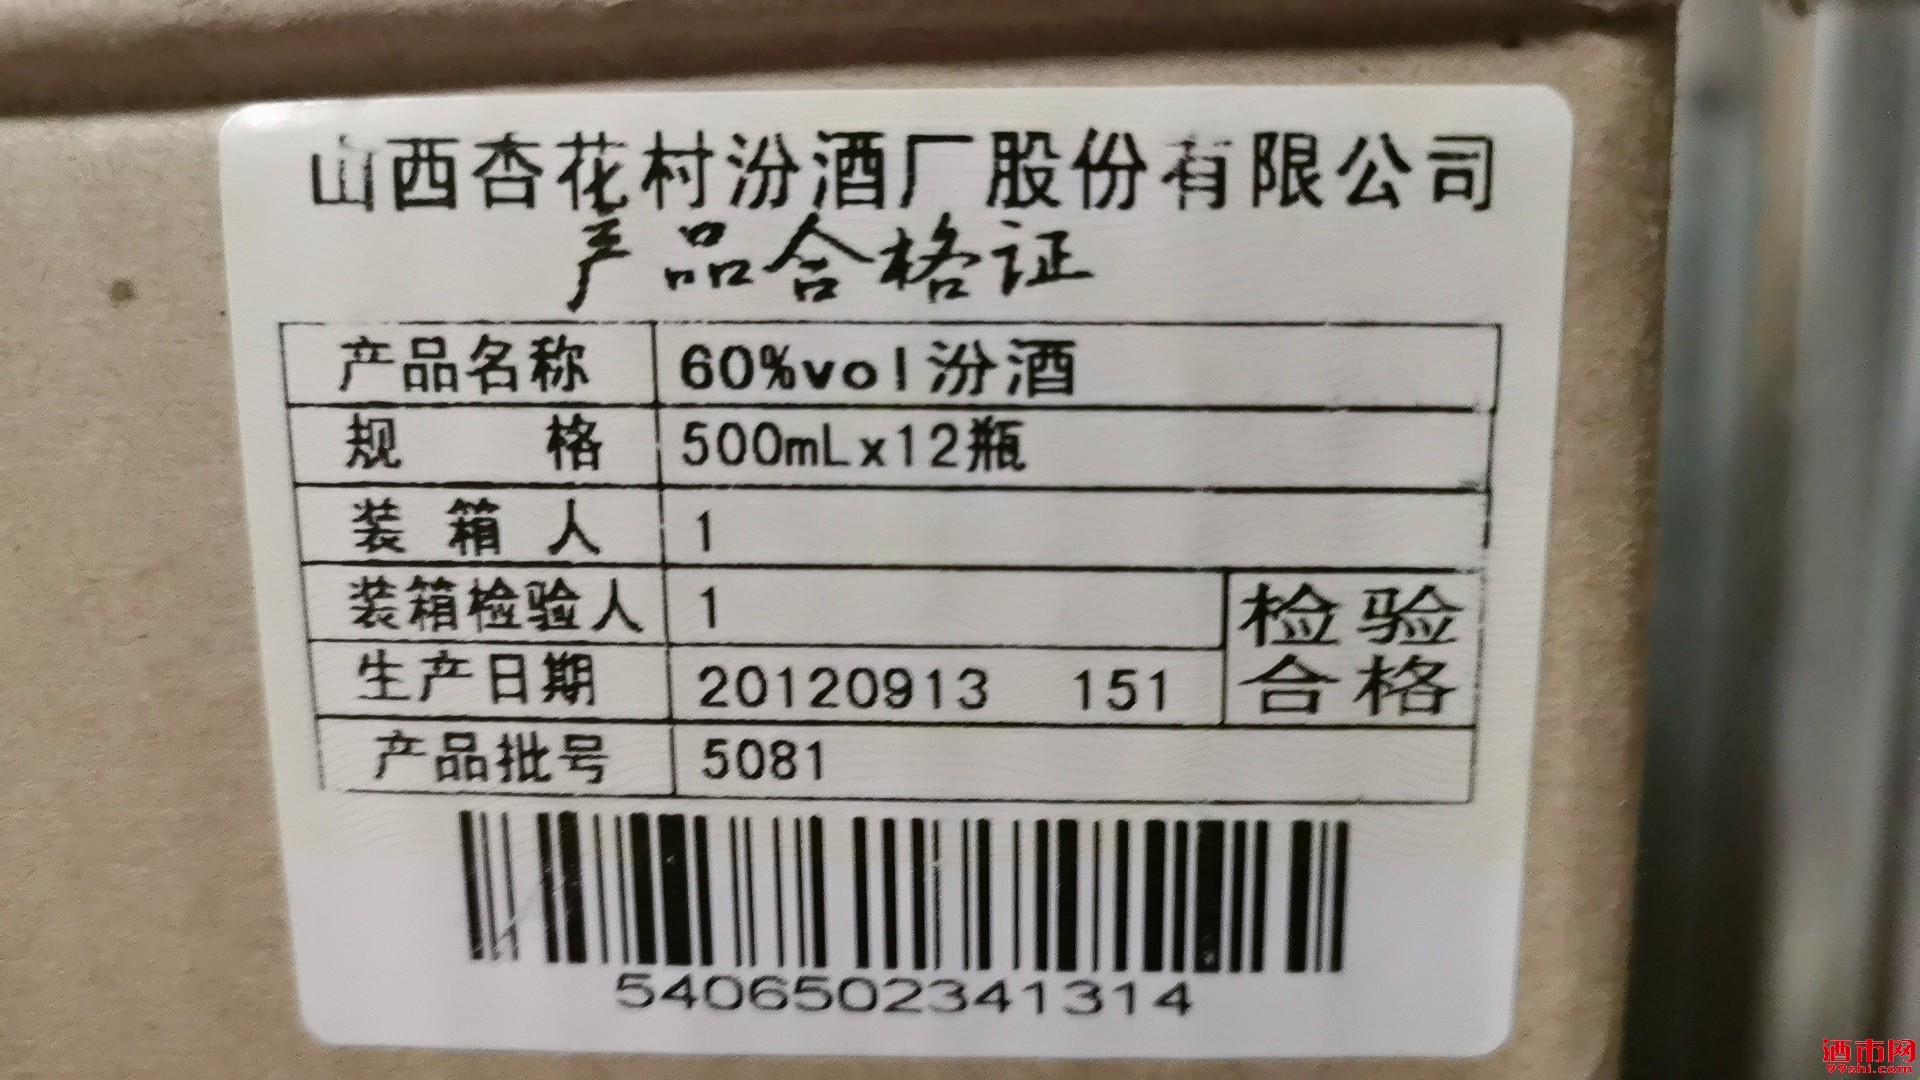 山西杏花村汾酒厂股份有限公司
产品合格证
产品名称 60%vol汾酒
规 格 500mLx12瓶
装 箱 人 1
装箱检验人 1
检验
生产日期 20120913 151
合格
产品批号 5081
5406502341314
酒市网
99shi.com